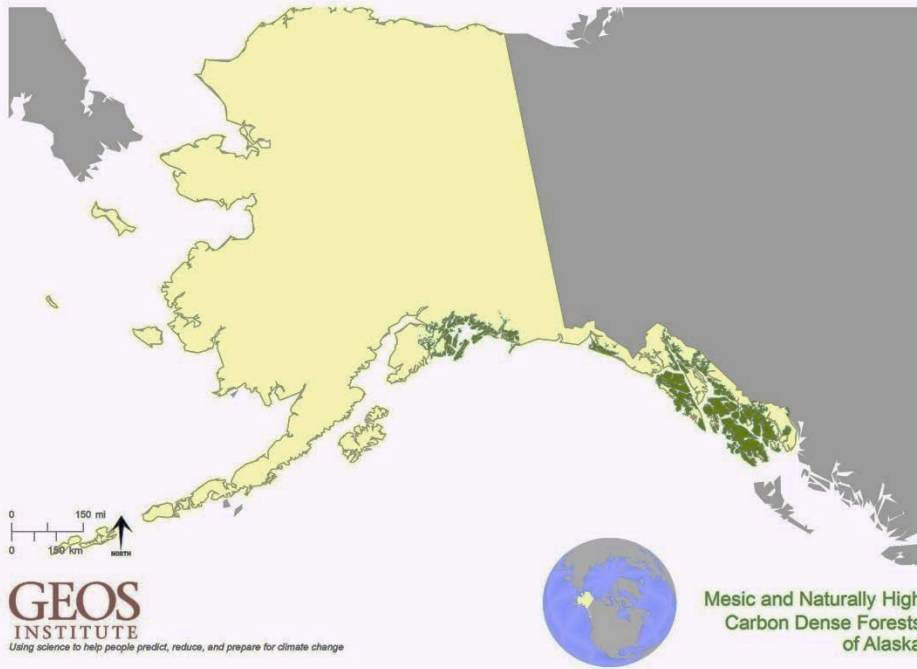 0 150 mi
0 150 km
NORTH
GEOS
INSTITUTE
Using science to help people predict, reduce, and prepare for climate change
Mesic and Naturally High
Carbon Dense Forests
of Alaska